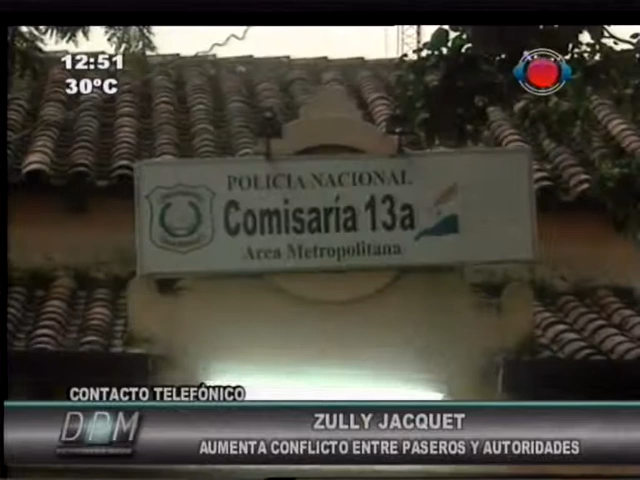 12:51
30ºC
POLICIA NACIONAL
Comisaría 13a
Area Metropolitana
CONTACTO TELEFÓNICO
DPM
ZULLY JACQUET
AUMENTA CONFLICTO ENTRE PASEROS Y AUTORIDADES